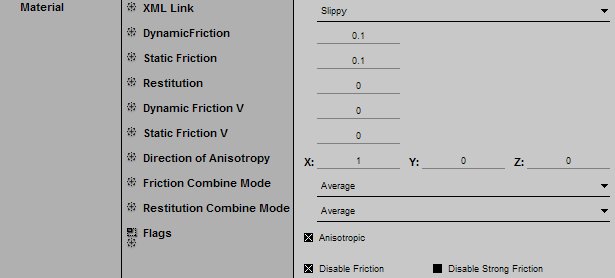 Material XML Link Slippy
DynamicFriction 0.1
Static Friction 0.1
Restitution 0
Dynamic Friction V 0
Static Friction V 0
Direction of Anisotropy X: 1 Y: 0 Z: 0
Friction Combine Mode Average
Restitution Combine Mode Average
Flags Anisotropic
Disable Friction Disable Strong Friction